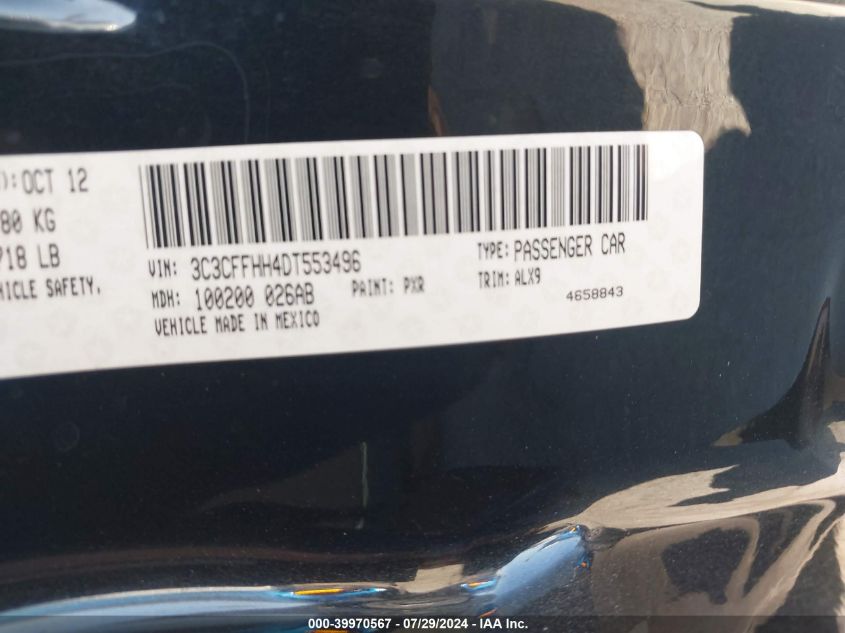 ): OCT 12
80 KG
718 LB
HICLE SAFETY.
VIN: 3C3CFFHH4DT553496
TYPE: PASSENGER CAR
MDH: 100200 026AB
PAINT: PXR
TRIM: ALX9
VEHICLE MADE IN MEXICO
4658843
000-39970567 / 07/29/2024 - IAA Inc.